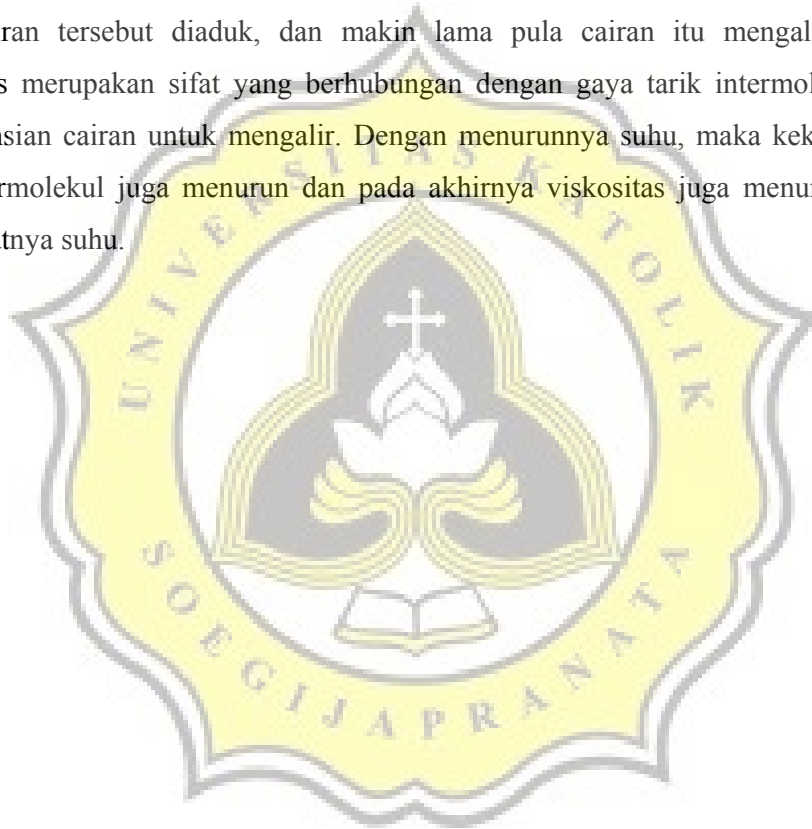 ran tersebut diaduk, dan makin lama pula cairan itu mengal
s merupakan sifat yang berhubungan dengan gaya tarik intermol
sian cairan untuk mengalir. Dengan menurunnya suhu, maka kek
rmolekul juga menurun dan pada akhirnya viskositas juga menu
tnya suhu.
UNIVERSITAS KATOLIK
SOEGIJAPRANATA